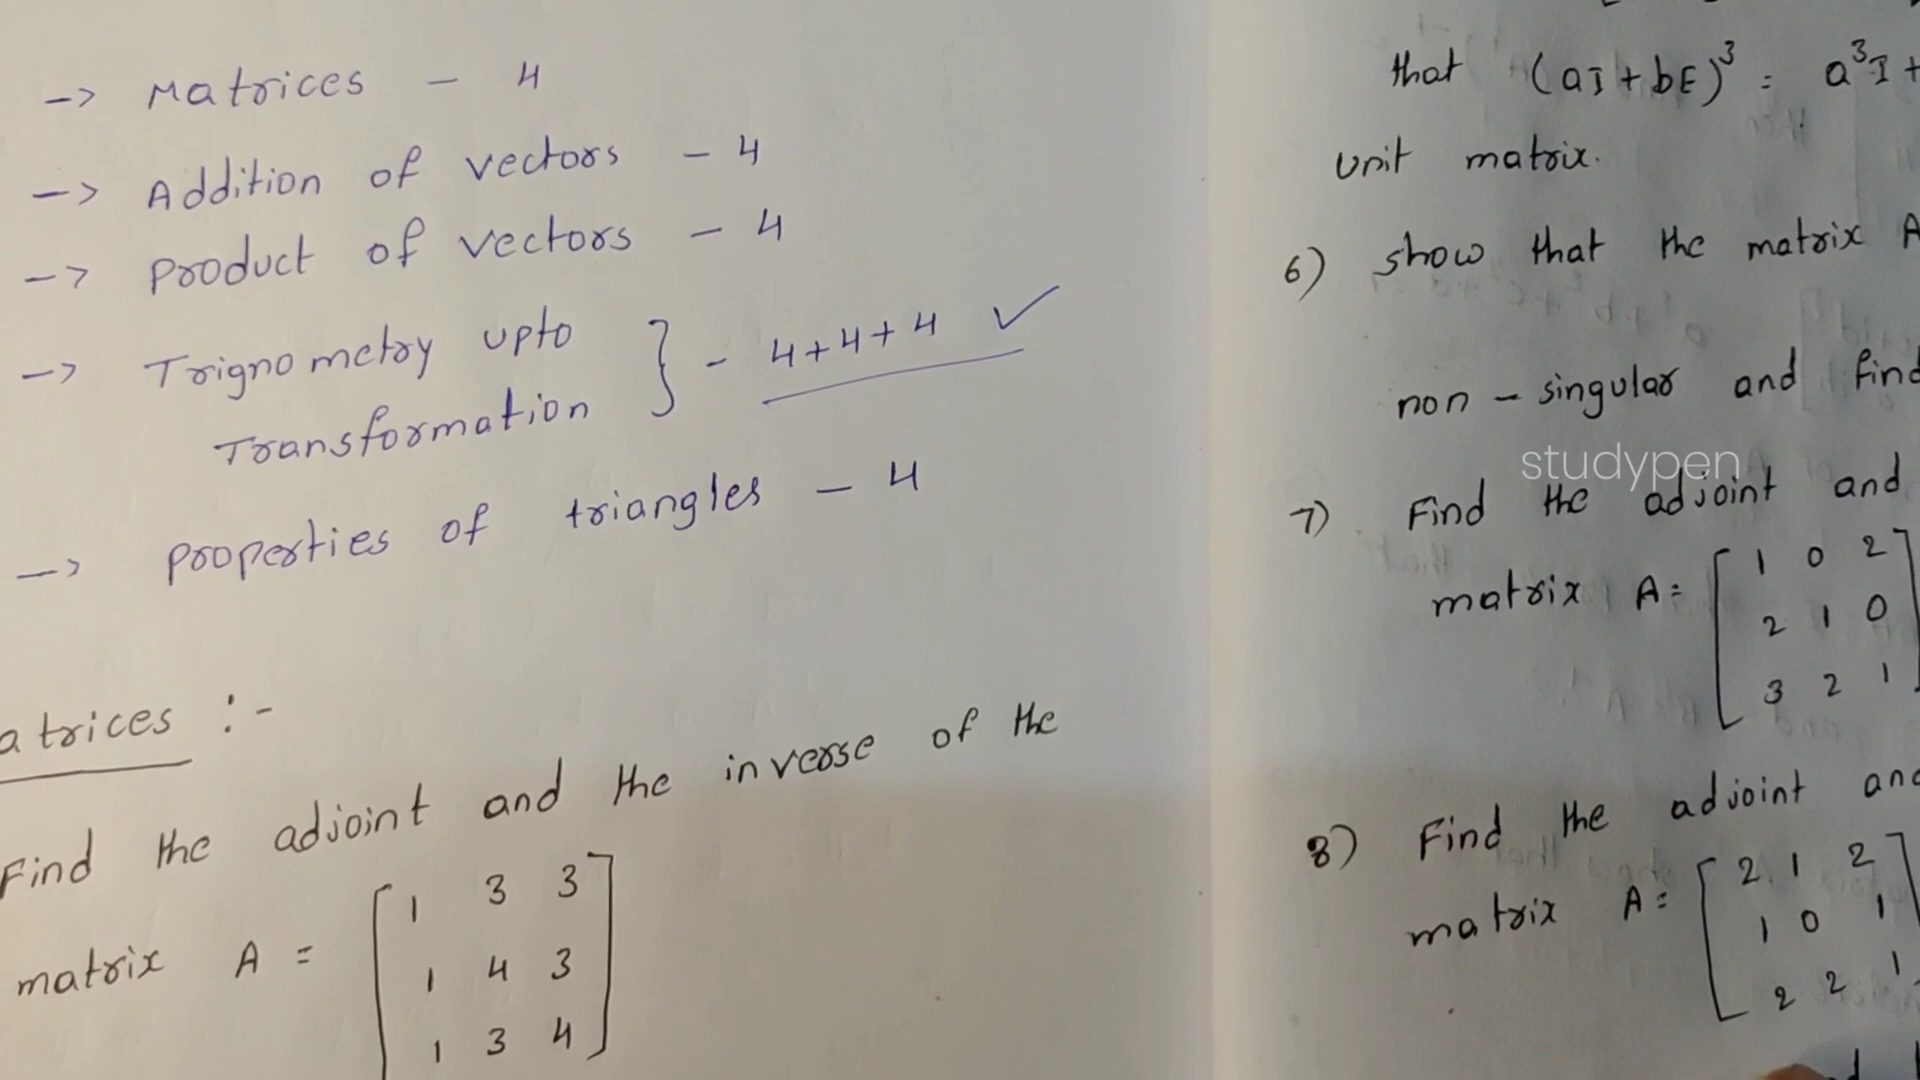 -> Matrices - 4
-> Addition of vectors - 4
-> product of vectors - 4
-> Trignometry upto
Transformation } - 4+4+4 ✓
-> properties of triangles - 4
atrices :-
Find the adjoint and the inverse of the
matrix A = [ 1 3 3
1 4 3
1 3 4 ]
that (aI + bE)³ = a³I +
unit matrix.
6) show that the matrix A
non - singular and find
studypen
7) Find the adjoint and
matrix A = [ 1 0 2 ]
2 1 0
3 2 1
8) Find the adjoint and
matrix A = [ 2 1 2 ]
1 0 1
2 2 1